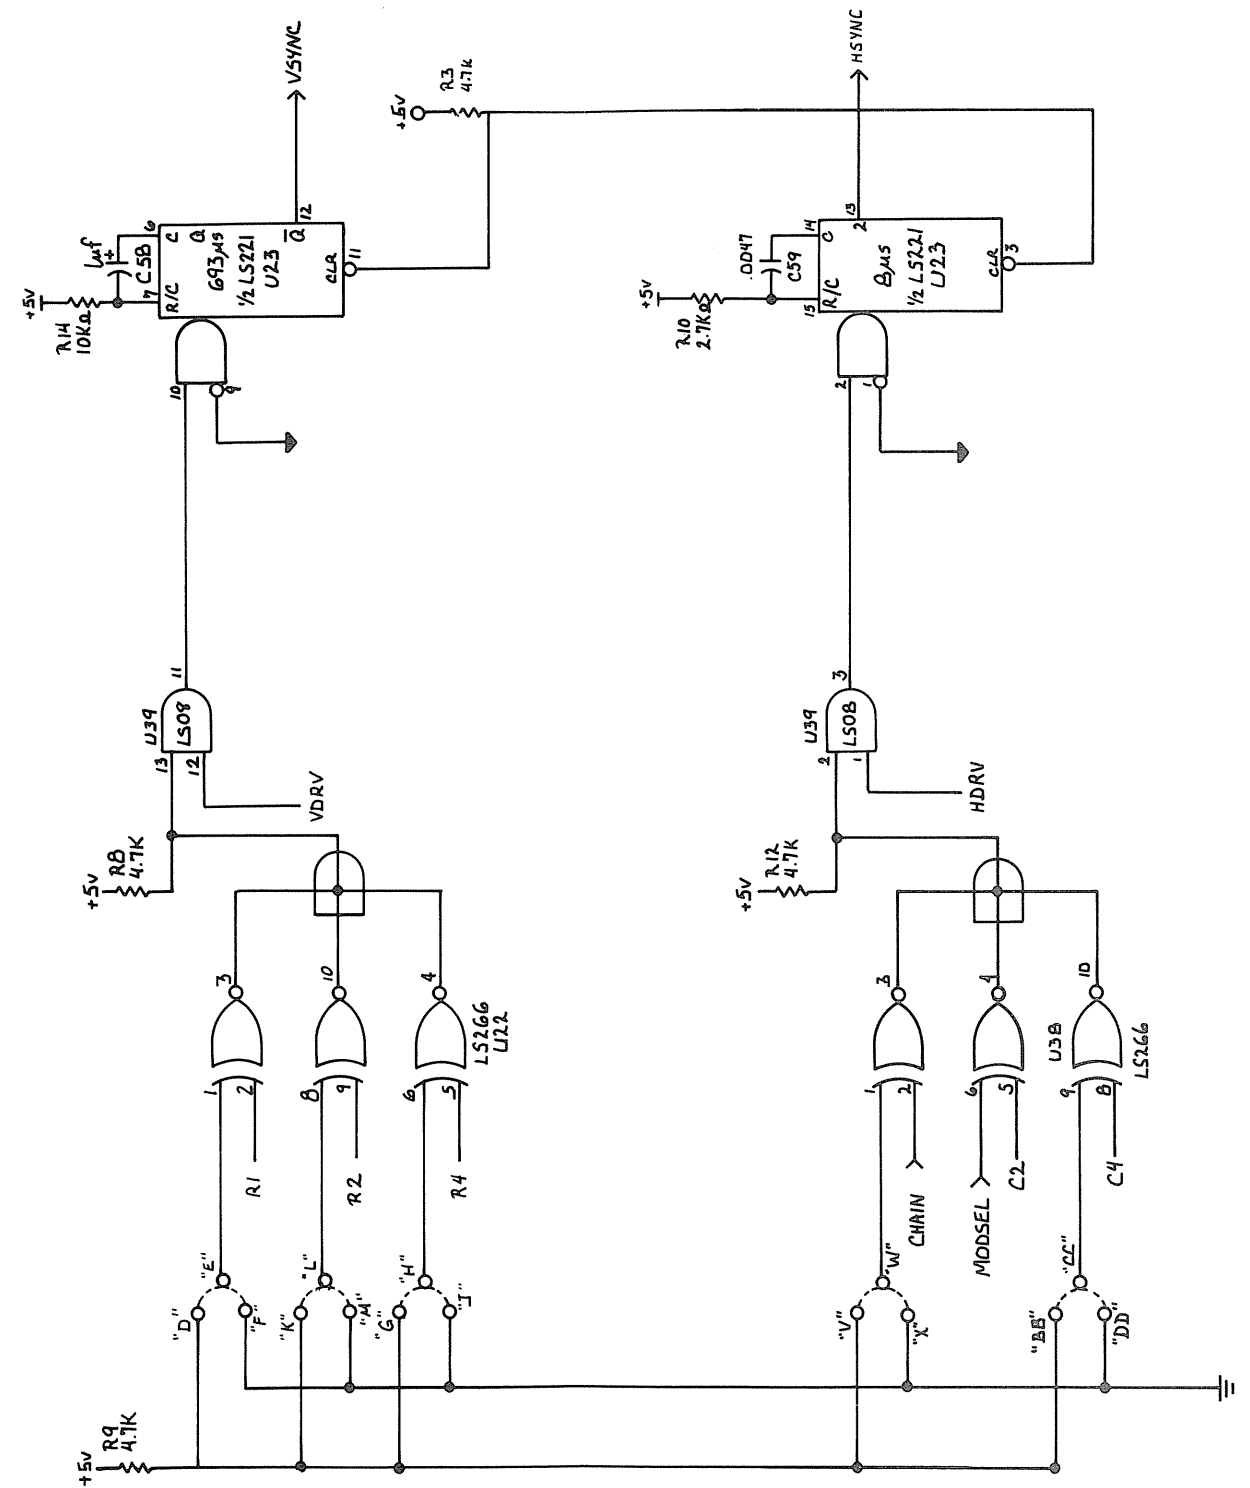 VSYNC
HSYNC
+5V
R3
4.7K
+5V
R14
10KΩ
1uf
+
C58
7
6
R/C
C
Q
693µs
½ LS221
U23
Q
12
CLR
11
10
9
+5V
R10
2.7KΩ
.0047
C59
15
14
R/C
C
2
13
8µs
½ LS221
U23
CLR
3
2
1
11
U39
LS08
13
12
VDRV
+5V
R8
4.7K
3
U39
LS08
2
1
HDRV
+5V
R12
4.7K
3
10
4
1
2
8
9
6
5
LS266
U22
R1
R2
R4
3
4
10
1
2
6
5
9
8
U38
LS266
CHAIN
MODSEL
C2
C4
"D"
"E"
"F"
"K"
"L"
"M"
"G"
"H"
"J"
"V"
"W"
"X"
"BB"
"CC"
"DD"
+5V
R9
4.7K